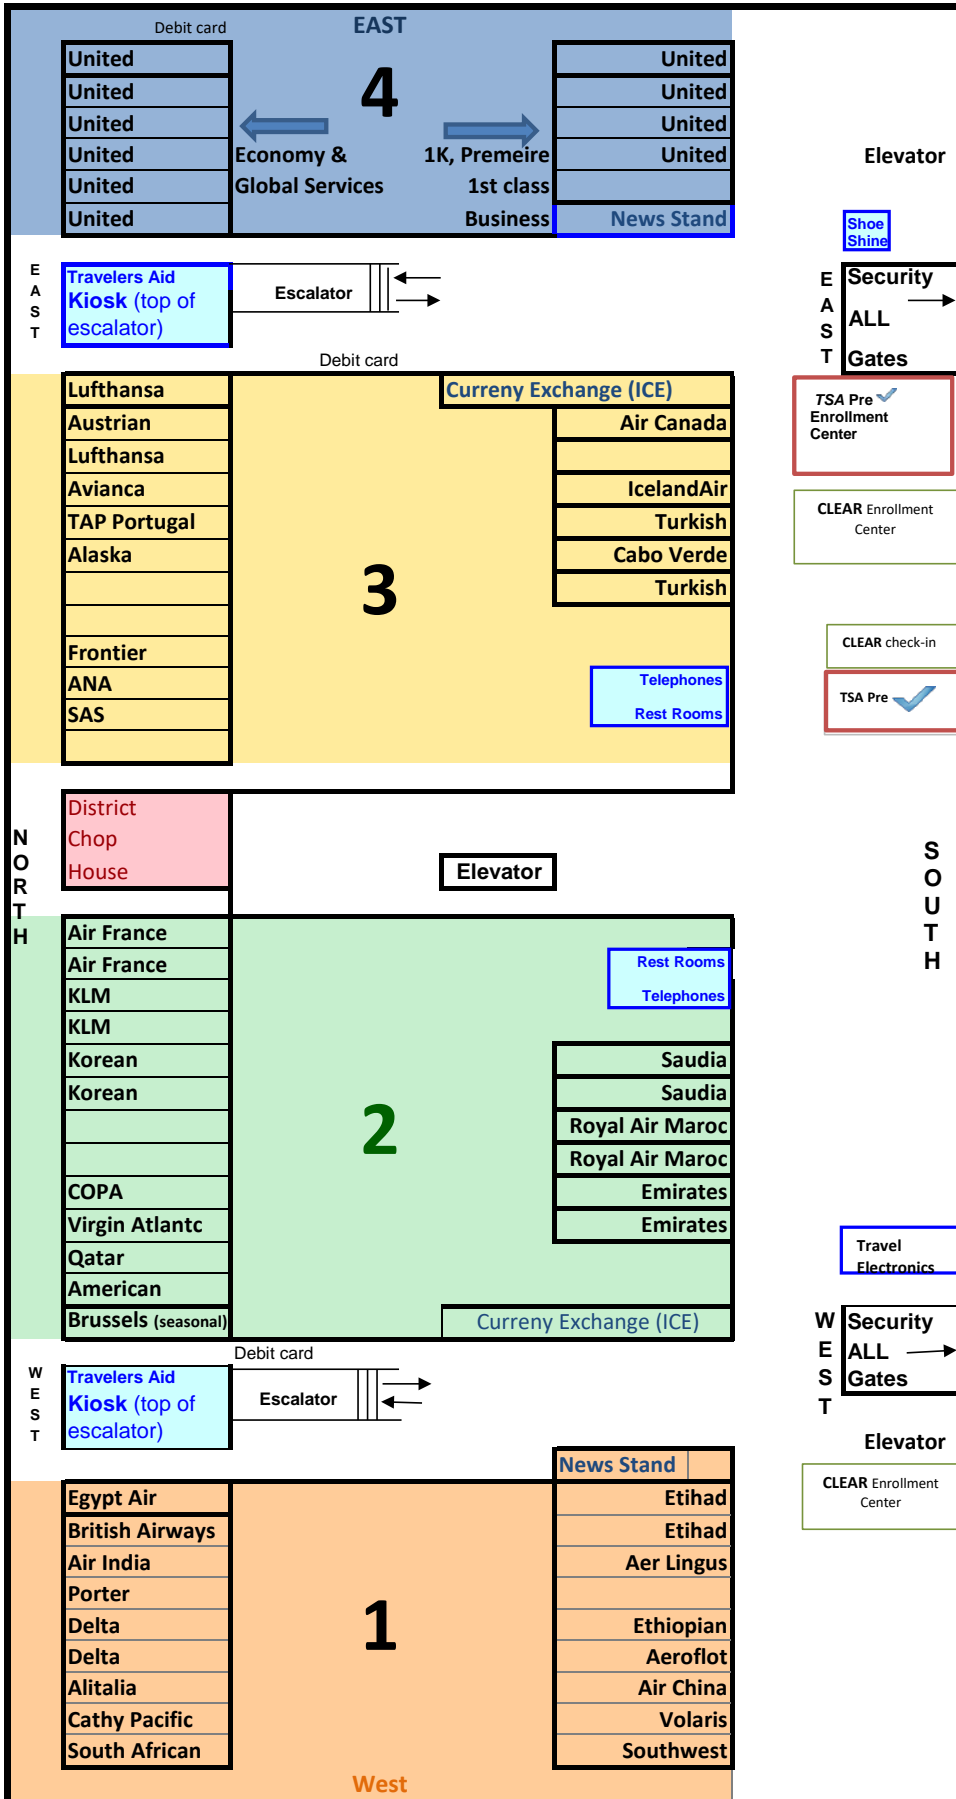 Debit card
EAST
4
United
United
United
United
United
United
Economy &
Global Services
1K, Premeire
1st class
Business
United
United
United
United
News Stand
Elevator
Shoe
Shine
EAST
Travelers Aid
Kiosk (top of
escalator)
Escalator
EAST
Security
ALL
Gates
Debit card
Lufthansa
Austrian
Lufthansa
Avianca
TAP Portugal
Alaska
Frontier
ANA
SAS
3
Curreny Exchange (ICE)
Air Canada
IcelandAir
Turkish
Cabo Verde
Turkish
Telephones
Rest Rooms
TSA Pre
Enrollment
Center
CLEAR Enrollment
Center
CLEAR check-in
TSA Pre
District
Chop
House
Elevator
NORTH
SOUTH
Air France
Air France
KLM
KLM
Korean
Korean
COPA
Virgin Atlantc
Qatar
American
Brussels (seasonal)
2
Rest Rooms
Telephones
Saudia
Saudia
Royal Air Maroc
Royal Air Maroc
Emirates
Emirates
Curreny Exchange (ICE)
Travel
Electronics
Debit card
WEST
Travelers Aid
Kiosk (top of
escalator)
Escalator
WEST
Security
ALL
Gates
Elevator
CLEAR Enrollment
Center
News Stand
Egypt Air
British Airways
Air India
Porter
Delta
Delta
Alitalia
Cathy Pacific
South African
1
Etihad
Etihad
Aer Lingus
Ethiopian
Aeroflot
Air China
Volaris
Southwest
West